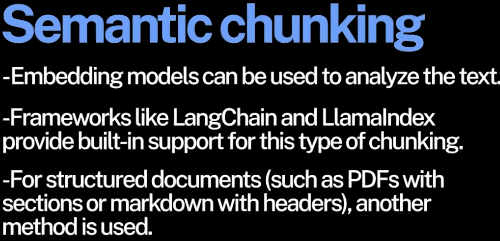 Semantic chunking
-Embedding models can be used to analyze the text.
-Frameworks like LangChain and LlamaIndex
provide built-in support for this type of chunking.
-For structured documents (such as PDFs with
sections or markdown with headers), another
method is used.